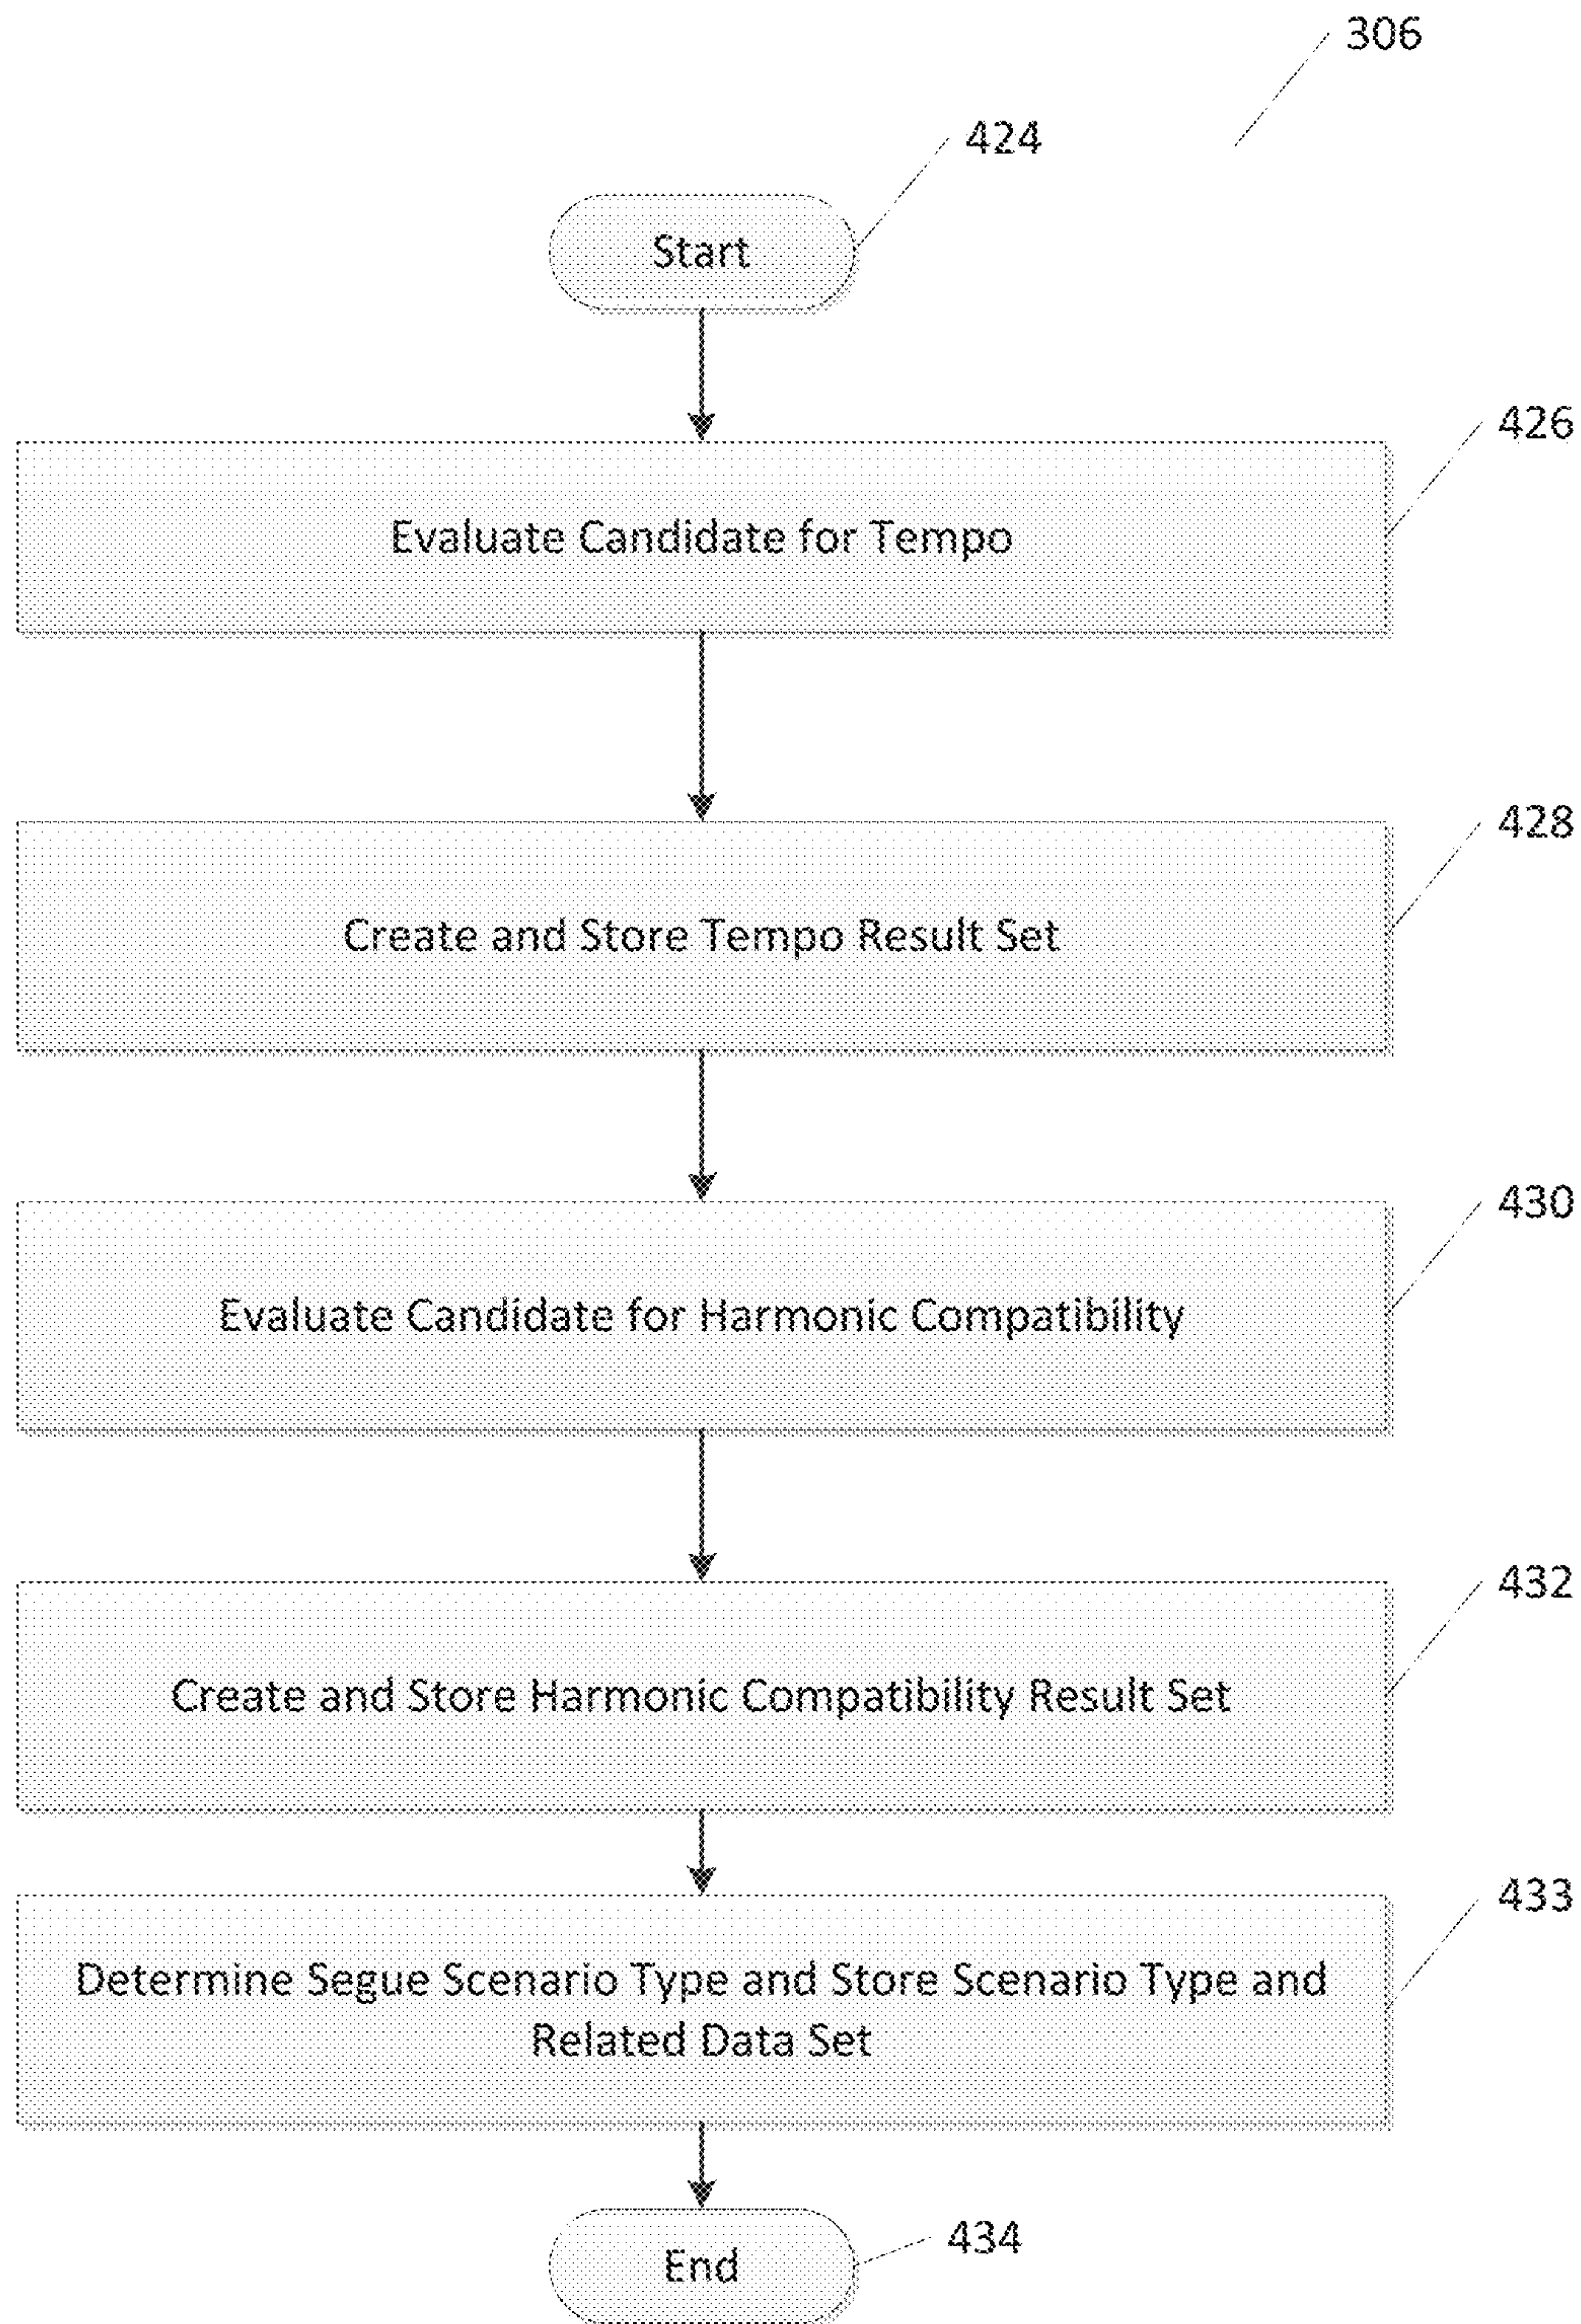 306
424
Start
426
Evaluate Candidate for Tempo
428
Create and Store Tempo Result Set
430
Evaluate Candidate for Harmonic Compatibility
432
Create and Store Harmonic Compatibility Result Set
433
Determine Segue Scenario Type and Store Scenario Type and
Related Data Set
434
End